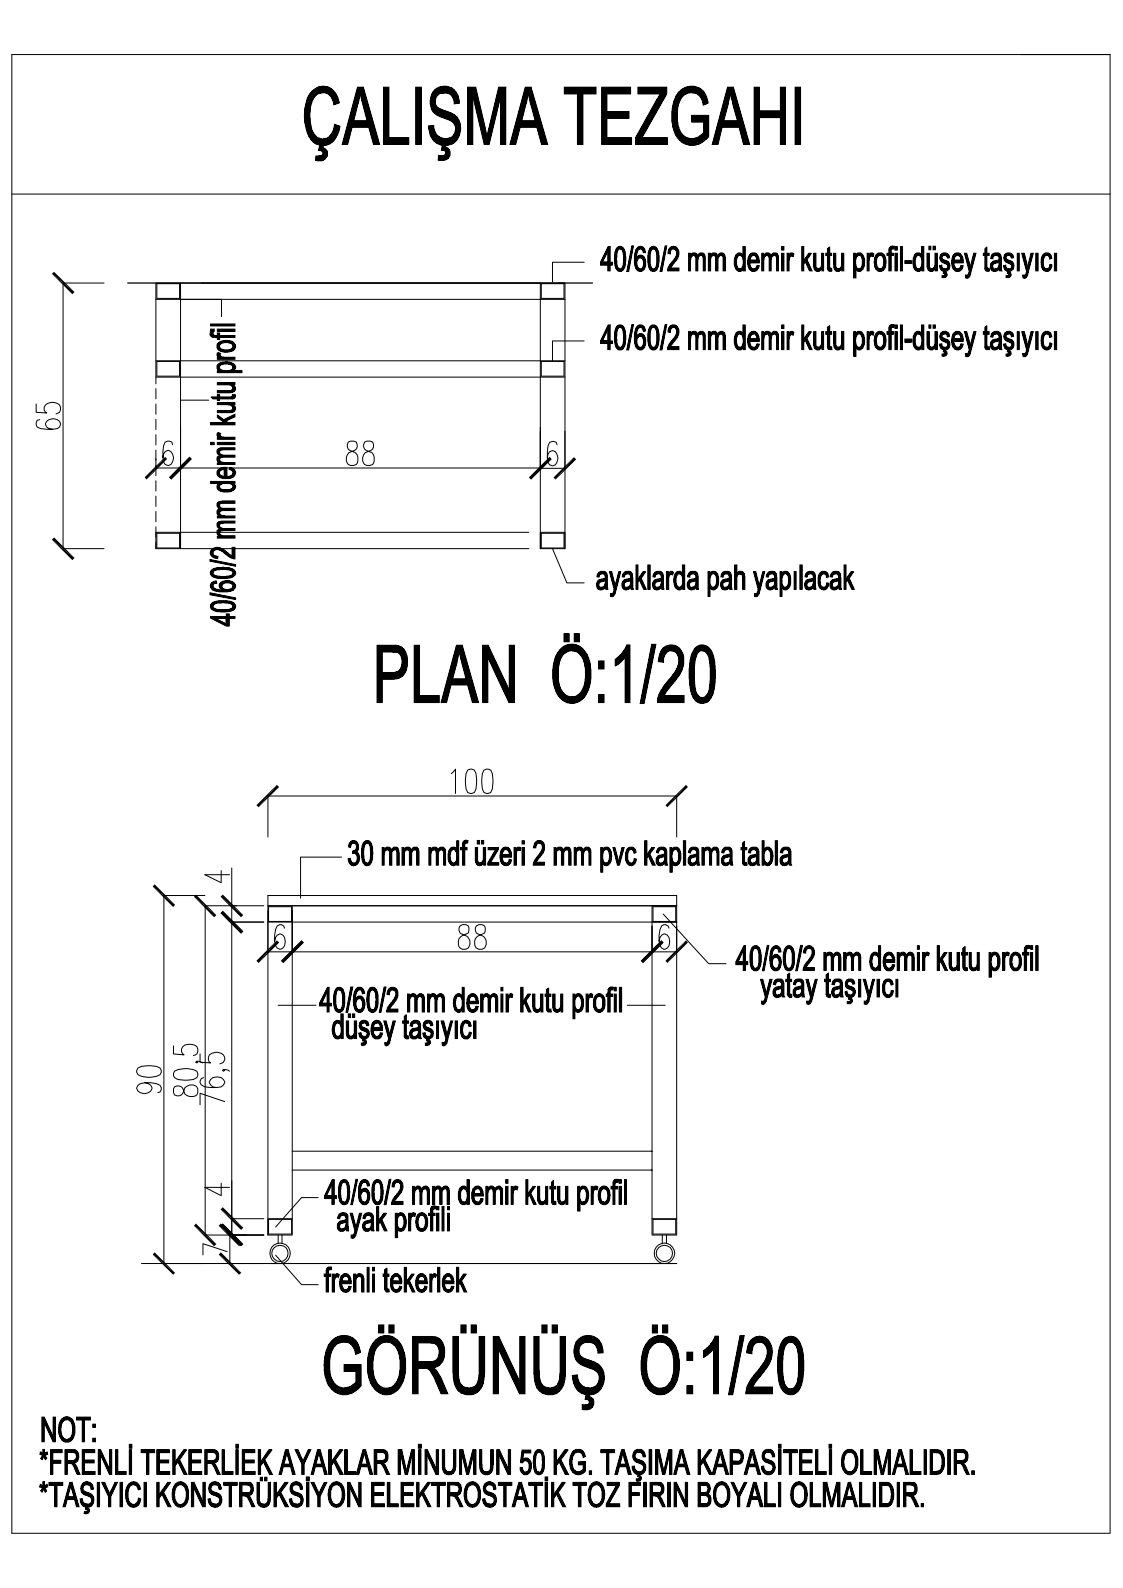 ÇALIŞMA TEZGAHI
40/60/2 mm demir kutu profil-düşey taşıyıcı
40/60/2 mm demir kutu profil-düşey taşıyıcı
40/60/2 mm demir kutu profil
65
6
88
6
ayaklarda pah yapılacak
PLAN Ö:1/20
100
30 mm mdf üzeri 2 mm pvc kaplama tabla
4
6
88
6
40/60/2 mm demir kutu profil
yatay taşıyıcı
40/60/2 mm demir kutu profil
düşey taşıyıcı
90
80,5
76,5
4
40/60/2 mm demir kutu profil
ayak profili
7
frenli tekerlek
GÖRÜNÜŞ Ö:1/20
NOT:
*FRENLİ TEKERLİEK AYAKLAR MİNUMUN 50 KG. TAŞIMA KAPASİTELİ OLMALIDIR.
*TAŞIYICI KONSTRÜKSİYON ELEKTROSTATİK TOZ FIRIN BOYALI OLMALIDIR.